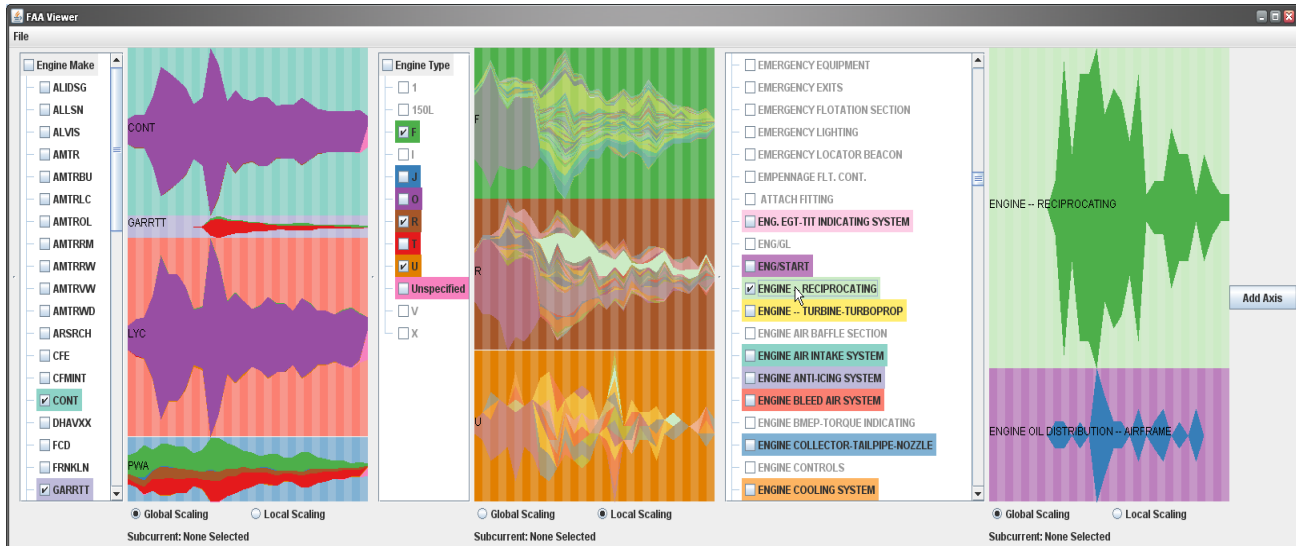 FAA Viewer
File
Engine Make
ALIDSG
ALLSN
ALVIS
AMTR
AMTRBU
AMTRLC
AMTROL
AMTRRM
AMTRRW
AMTRVW
AMTRWD
ARSRCH
CFE
CFMINT
CONT
DHAVXX
FCD
FRNKLN
GARRTT
CONT
GARRTT
LYC
PWA
Global Scaling Local Scaling
Subcurrent: None Selected
Engine Type
1
150L
F
I
J
O
R
T
U
Unspecified
V
X
F
R
U
Global Scaling Local Scaling
Subcurrent: None Selected
EMERGENCY EQUIPMENT
EMERGENCY EXITS
EMERGENCY FLOTATION SECTION
EMERGENCY LIGHTING
EMERGENCY LOCATOR BEACON
EMPENNAGE FLT. CONT.
ATTACH FITTING
ENG. EGT-TIT INDICATING SYSTEM
ENG/GL
ENG/START
ENGINE -- RECIPROCATING
ENGINE -- TURBINE-TURBOPROP
ENGINE AIR BAFFLE SECTION
ENGINE AIR INTAKE SYSTEM
ENGINE ANTI-ICING SYSTEM
ENGINE BLEED AIR SYSTEM
ENGINE BMEP-TORQUE INDICATING
ENGINE COLLECTOR-TAILPIPE-NOZZLE
ENGINE CONTROLS
ENGINE COOLING SYSTEM
ENGINE -- RECIPROCATING
ENGINE OIL DISTRIBUTION -- AIRFRAME
Global Scaling Local Scaling
Subcurrent: None Selected
Add Axis